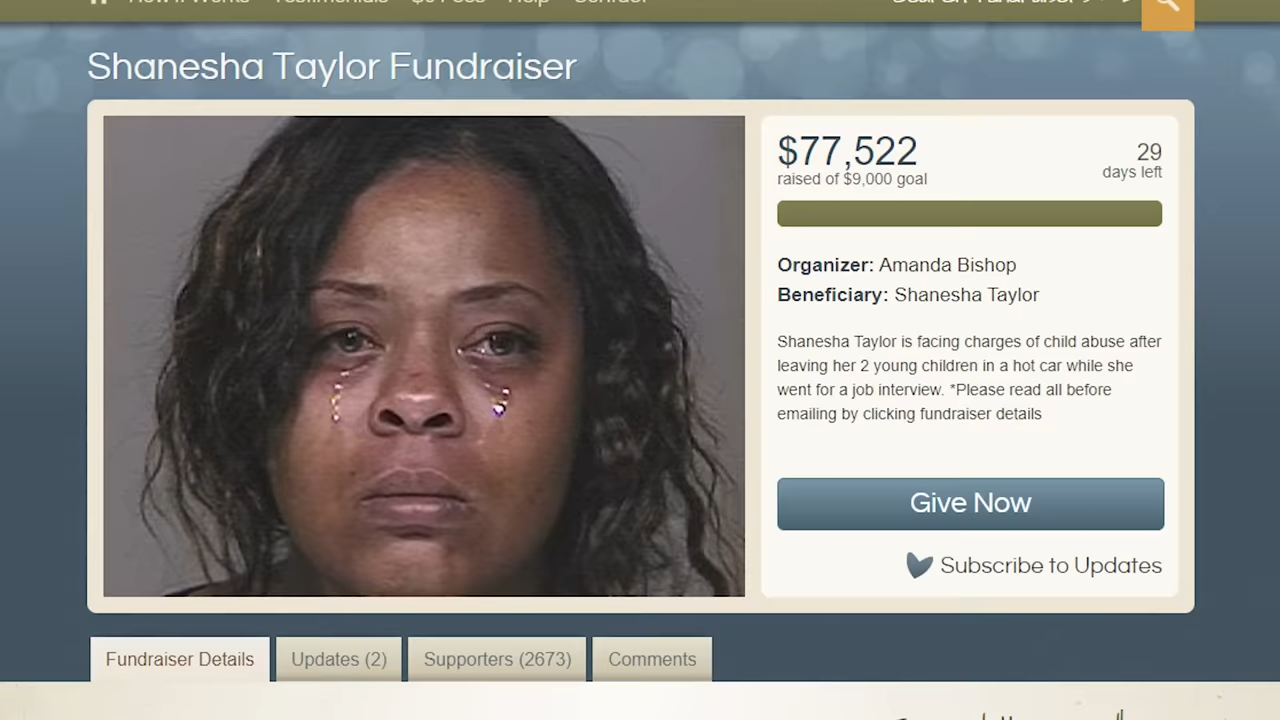 Shanesha Taylor Fundraiser
$77,522
29
raised of $9,000 goal
days left
Organizer: Amanda Bishop
Beneficiary: Shanesha Taylor
Shanesha Taylor is facing charges of child abuse after
leaving her 2 young children in a hot car while she
went for a job interview. *Please read all before
emailing by clicking fundraiser details
Give Now
Subscribe to Updates
Fundraiser Details
Updates (2)
Supporters (2673)
Comments